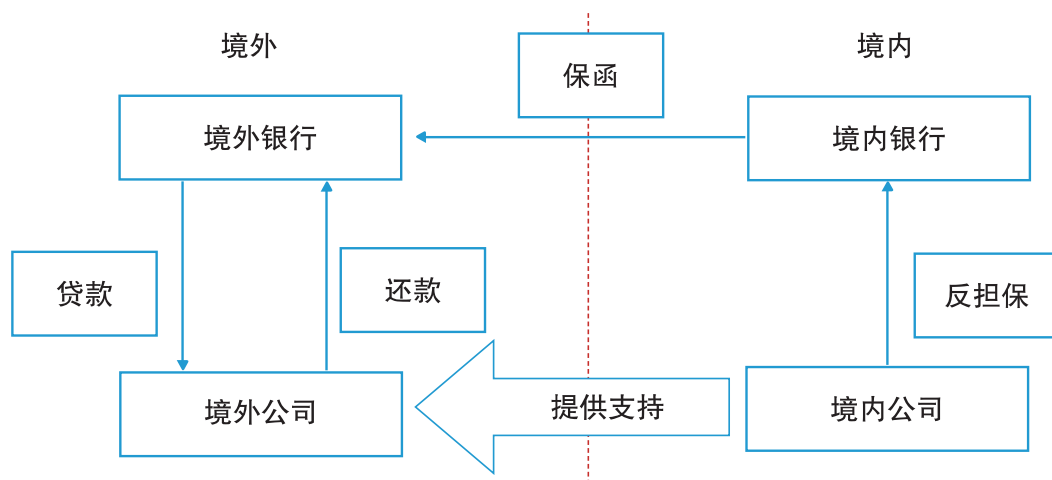 境外
保函
境内
境外银行
境内银行
贷款
还款
反担保
境外公司
提供支持
境内公司